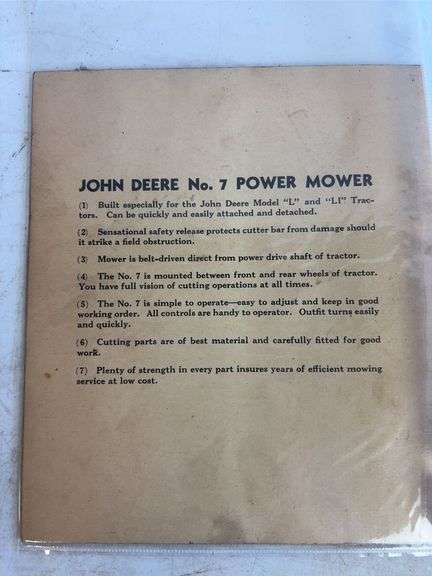 JOHN DEERE No. 7 POWER MOWER
(1) Built especially for the John Deere Model "L" and "LI" Trac-
tors. Can be quickly and easily attached and detached.
(2) Sensational safety release protects cutter bar from damage should
it strike a field obstruction.
(3) Mower is belt-driven direct from power drive shaft of tractor.
(4) The No. 7 is mounted between front and rear wheels of tractor.
You have full vision of cutting operations at all times.
(5) The No. 7 is simple to operate—easy to adjust and keep in good
working order. All controls are handy to operator. Outfit turns easily
and quickly.
(6) Cutting parts are of best material and carefully fitted for good
work.
(7) Plenty of strength in every part insures years of efficient mowing
service at low cost.